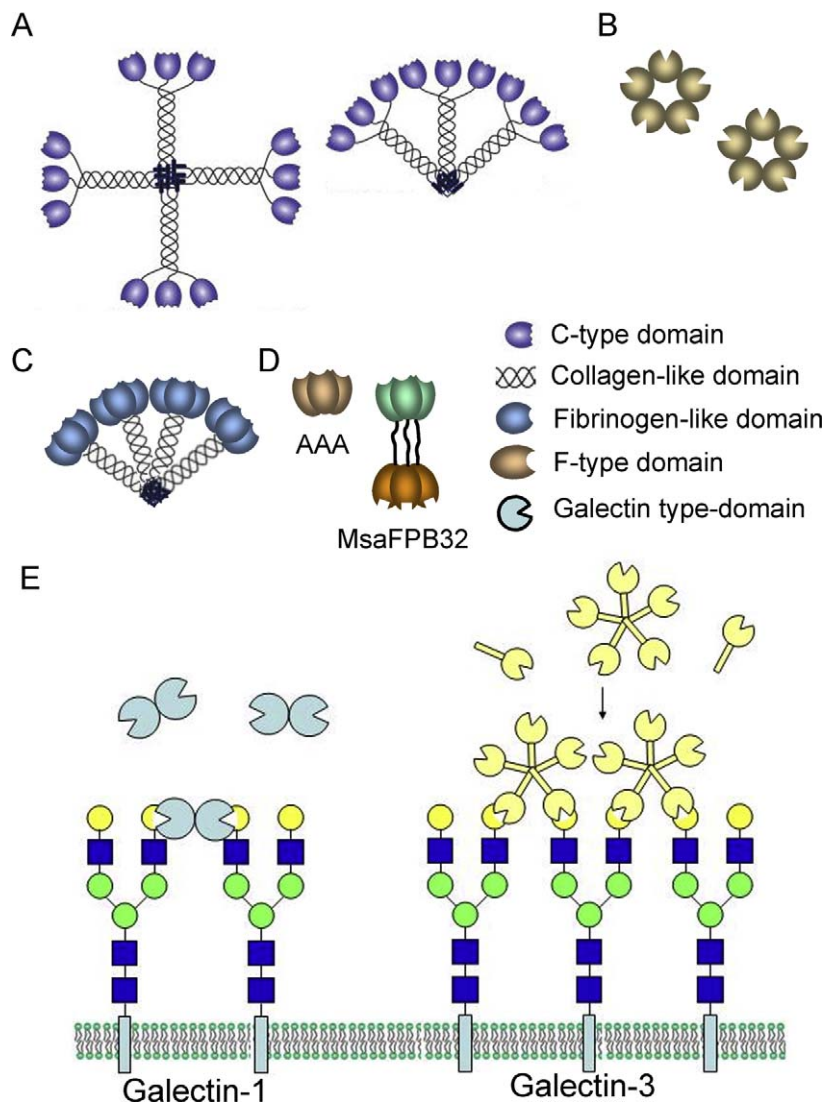 A
B
C
D
AAA
MsaFPB32
C-type domain
Collagen-like domain
Fibrinogen-like domain
F-type domain
Galectin type-domain
E
Galectin-1
Galectin-3